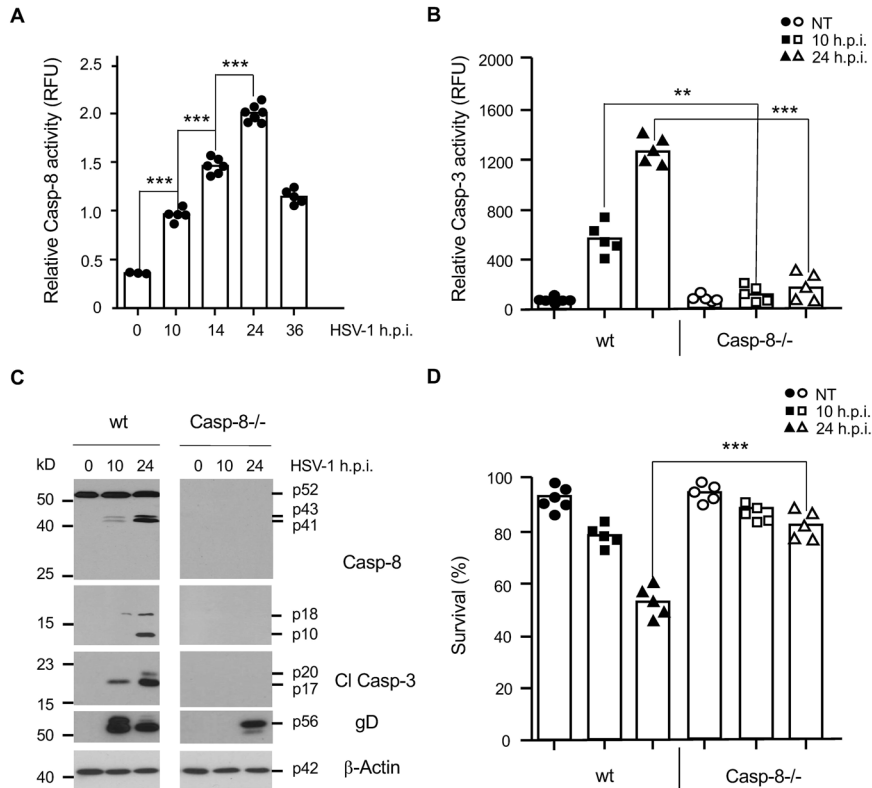 A
Relative Casp-8 activity (RFU)
2.5
2.0
1.5
1.0
0.5
0
***
***
***
0 10 14 24 36 HSV-1 h.p.i.
B
NT
10 h.p.i.
24 h.p.i.
Relative Casp-3 activity (RFU)
2000
1600
1200
800
400
0
**
***
wt Casp-8-/-
C
wt Casp-8-/-
kD 0 10 24 0 10 24 HSV-1 h.p.i.
50 p52
p43
40 p41
25 Casp-8
15 p18
p10
23 p20
p17 Cl Casp-3
15
50 p56 gD
40 p42 β-Actin
D
NT
10 h.p.i.
24 h.p.i.
Survival (%)
100
80
60
40
20
0
***
wt Casp-8-/-